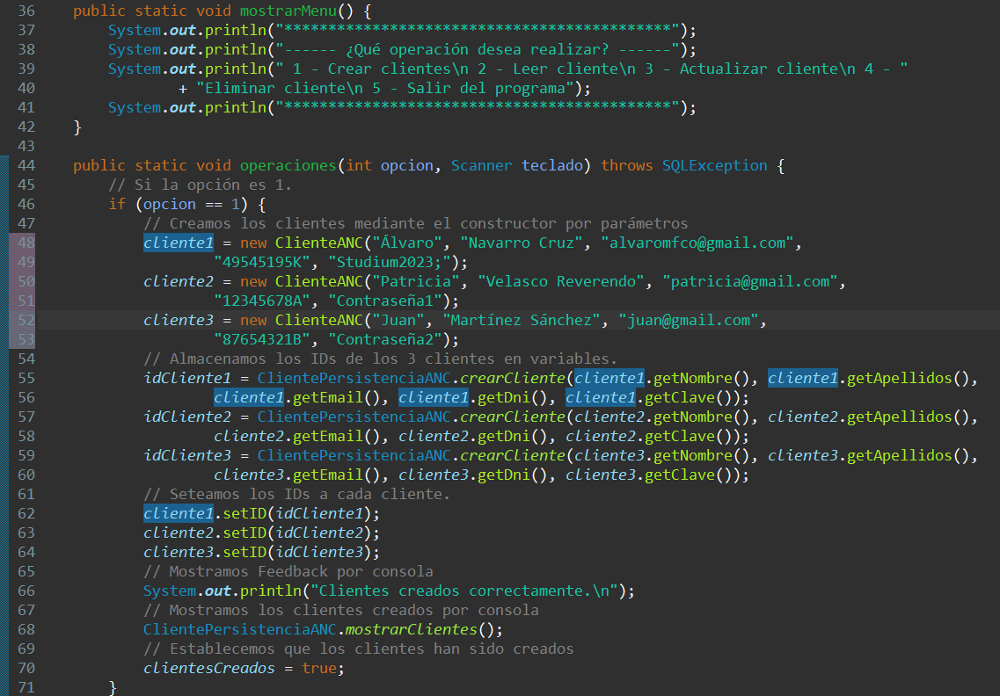 36 public static void mostrarMenu() {
37 System.out.println("********************************************");
38 System.out.println("------ ¿Qué operación desea realizar? ------");
39 System.out.println(" 1 - Crear clientes\n 2 - Leer cliente\n 3 - Actualizar cliente\n 4 - "
40 + "Eliminar cliente\n 5 - Salir del programa");
41 System.out.println("********************************************");
42 }
43
44 public static void operaciones(int opcion, Scanner teclado) throws SQLException {
45 // Si la opción es 1.
46 if (opcion == 1) {
47 // Creamos los clientes mediante el constructor por parámetros
48 cliente1 = new ClienteANC("Álvaro", "Navarro Cruz", "alvaromfco@gmail.com",
49 "49545195K", "Studium2023;");
50 cliente2 = new ClienteANC("Patricia", "Velasco Reverendo", "patricia@gmail.com",
51 "12345678A", "Contraseña1");
52 cliente3 = new ClienteANC("Juan", "Martínez Sánchez", "juan@gmail.com",
53 "87654321B", "Contraseña2");
54 // Almacenamos los IDs de los 3 clientes en variables.
55 idCliente1 = ClientePersistenciaANC.crearCliente(cliente1.getNombre(), cliente1.getApellidos(),
56 cliente1.getEmail(), cliente1.getDni(), cliente1.getClave());
57 idCliente2 = ClientePersistenciaANC.crearCliente(cliente2.getNombre(), cliente2.getApellidos(),
58 cliente2.getEmail(), cliente2.getDni(), cliente2.getClave());
59 idCliente3 = ClientePersistenciaANC.crearCliente(cliente3.getNombre(), cliente3.getApellidos(),
60 cliente3.getEmail(), cliente3.getDni(), cliente3.getClave());
61 // Seteamos los IDs a cada cliente.
62 cliente1.setID(idCliente1);
63 cliente2.setID(idCliente2);
64 cliente3.setID(idCliente3);
65 // Mostramos Feedback por consola
66 System.out.println("Clientes creados correctamente.\n");
67 // Mostramos los clientes creados por consola
68 ClientePersistenciaANC.mostrarClientes();
69 // Establecemos que los clientes han sido creados
70 clientesCreados = true;
71 }